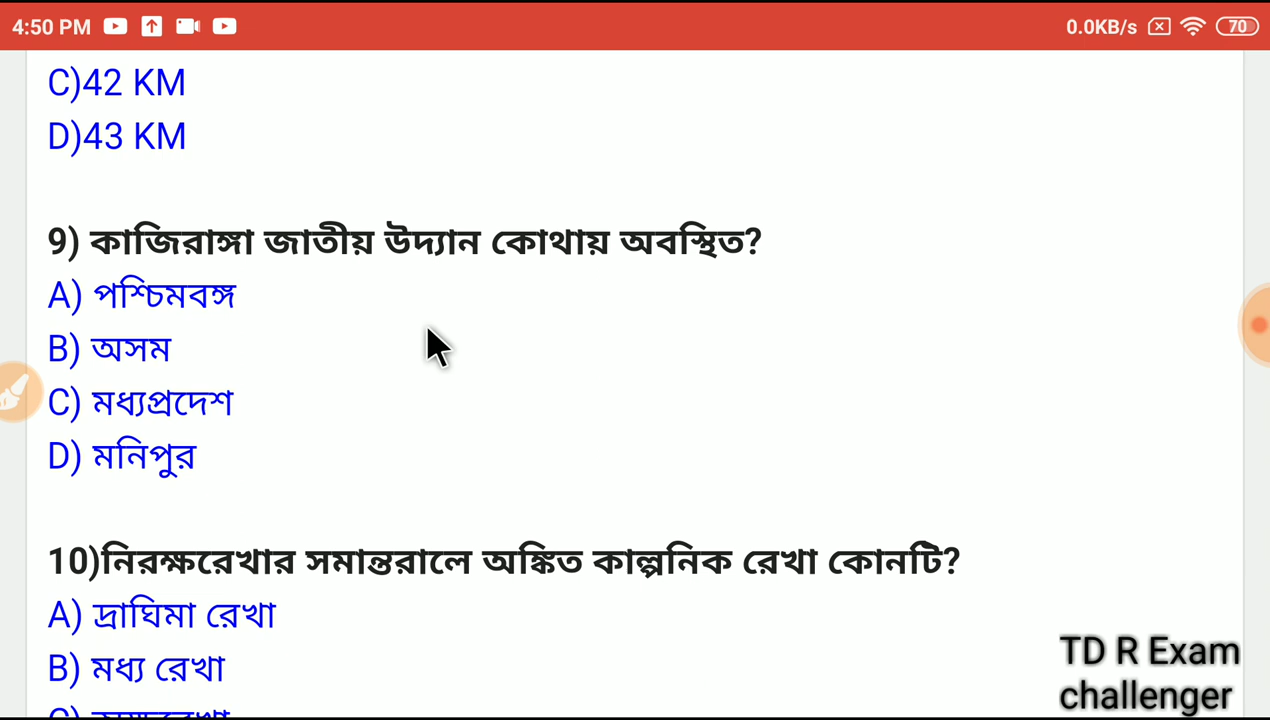 4:50 PM
0.0KB/s
70
C)42 KM
D)43 KM
9) কাজিরাঙ্গা জাতীয় উদ্যান কোথায় অবস্থিত?
A) পশ্চিমবঙ্গ
B) অসম
C) মধ্যপ্রদেশ
D) মনিপুর
10)নিরক্ষরেখার সমান্তরালে অঙ্কিত কাল্পনিক রেখা কোনটি?
A) দ্রাঘিমা রেখা
B) মধ্য রেখা
TD R Exam
challenger